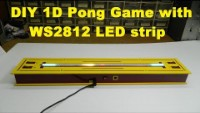 DIY 1D Pong Game with
WS2812 LED strip